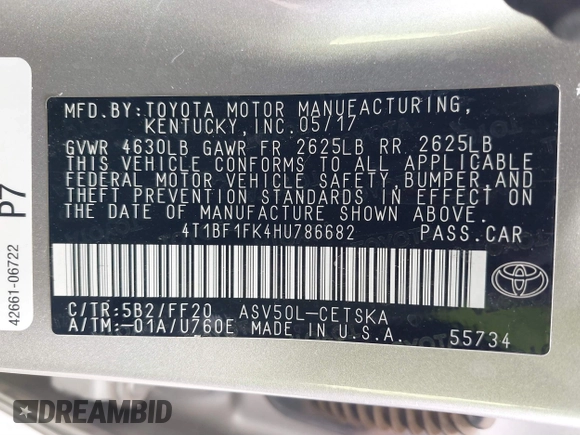 MFD.BY:TOYOTA MOTOR MANUFACTURING,
KENTUCKY,INC.05/17
GVWR 4630LB GAWR FR 2625LB RR 2625LB
THIS VEHICLE CONFORMS TO ALL APPLICABLE
FEDERAL MOTOR VEHICLE SAFETY,BUMPER,AND
THEFT PREVENTION STANDARDS IN EFFECT ON
THE DATE OF MANUFACTURE SHOWN ABOVE.
4T1BF1FK4HU786682 PASS.CAR
C/TR:5B2/FF20 ASV50L-CETSKA
A/TM:-01A/U760E MADE IN U.S.A. 55734
P7
42661-06722
DREAMBID